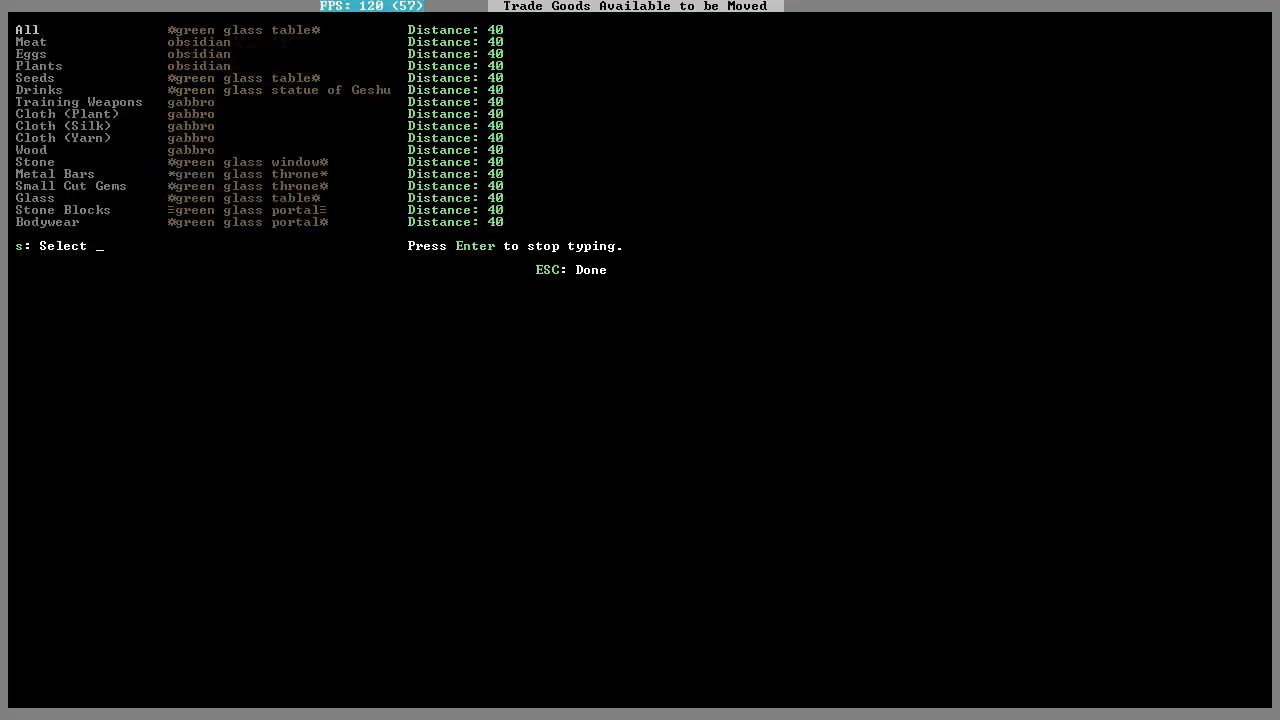 FPS: 120 (57) Trade Goods Available to be Moved
All ☼green glass table☼ Distance: 40
Meat obsidian Distance: 40
Eggs obsidian Distance: 40
Plants obsidian Distance: 40
Seeds ☼green glass table☼ Distance: 40
Drinks ☼green glass statue of Geshu Distance: 40
Training Weapons gabbro Distance: 40
Cloth (Plant) gabbro Distance: 40
Cloth (Silk) gabbro Distance: 40
Cloth (Yarn) gabbro Distance: 40
Wood gabbro Distance: 40
Stone ☼green glass window☼ Distance: 40
Metal Bars *green glass throne* Distance: 40
Small Cut Gems ☼green glass throne☼ Distance: 40
Glass ☼green glass table☼ Distance: 40
Stone Blocks ≡green glass portal≡ Distance: 40
Bodywear ☼green glass portal☼ Distance: 40
s: Select _ Press Enter to stop typing.
ESC: Done